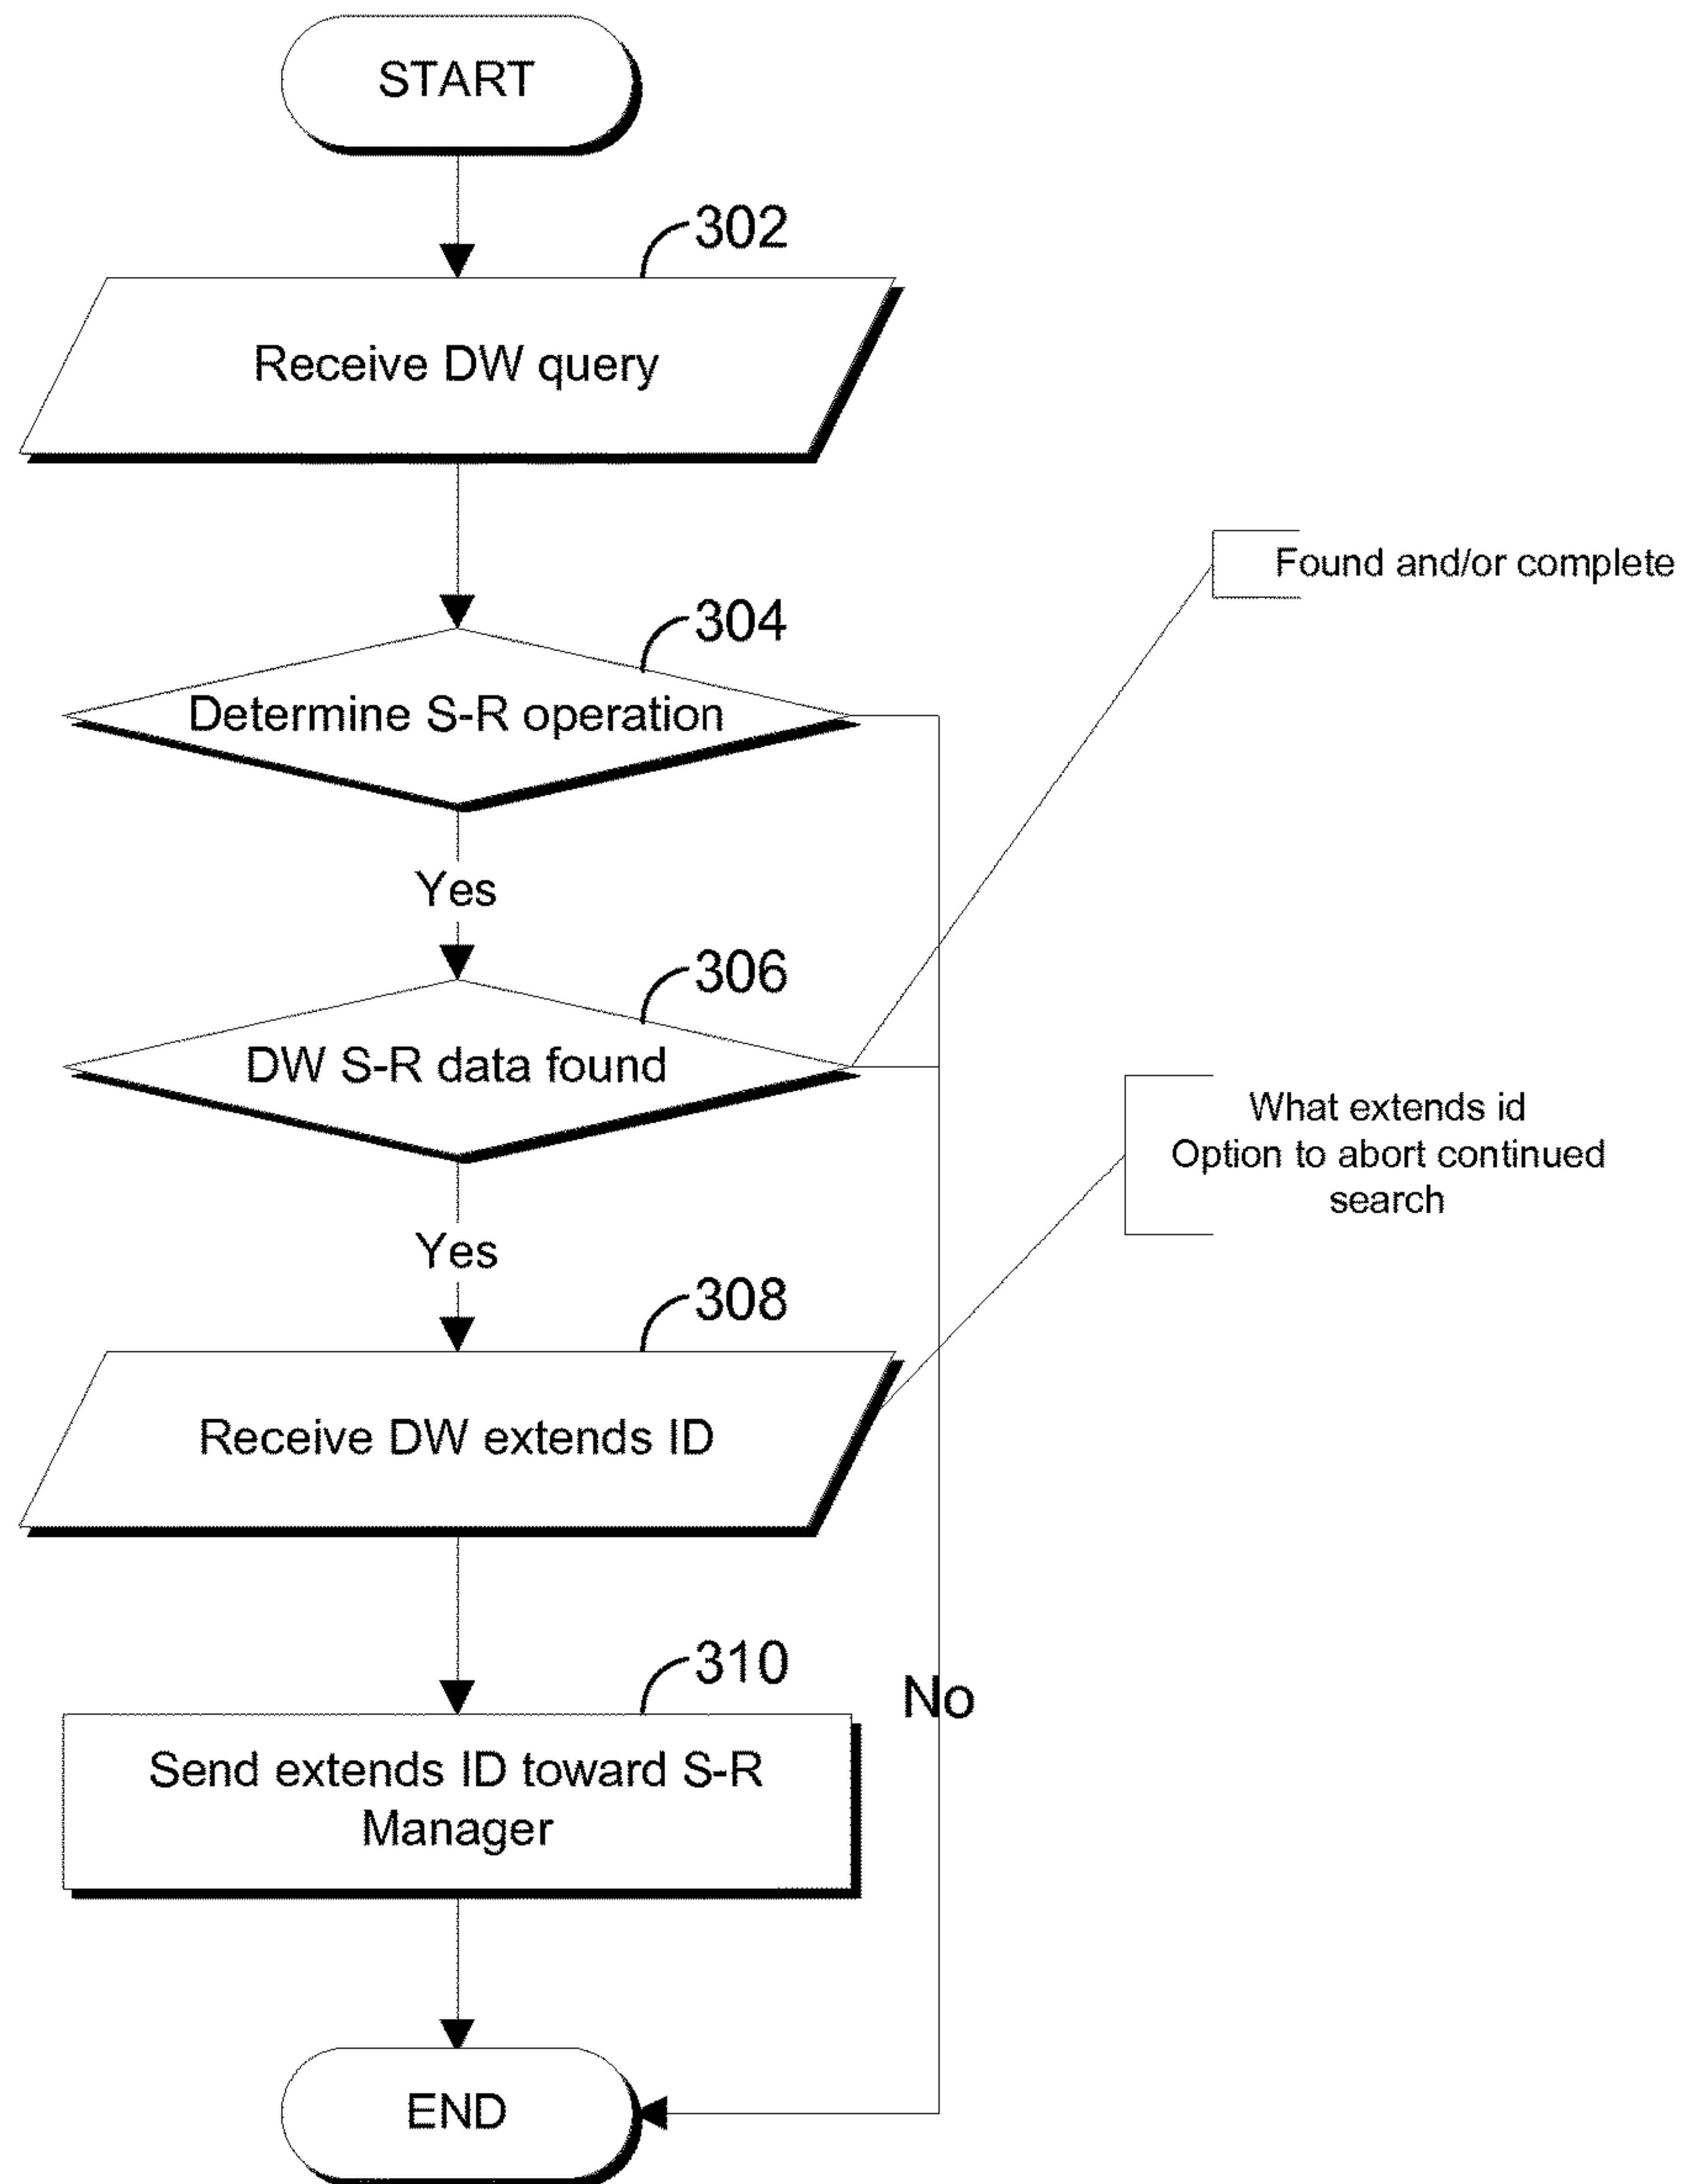 START
302
Receive DW query
Found and/or complete
304
Determine S-R operation
Yes
306
DW S-R data found
What extends id
Option to abort continued
search
Yes
308
Receive DW extends ID
310
No
Send extends ID toward S-R
Manager
END